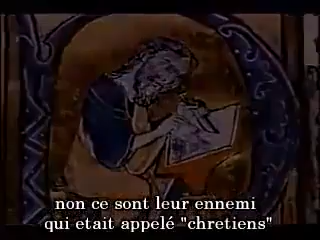 non ce sont leur ennemi
qui etait appelé "chretiens"